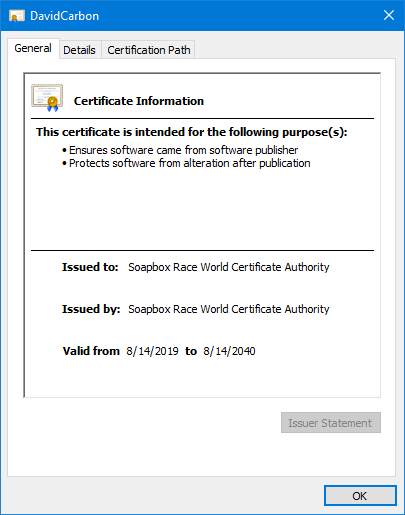 DavidCarbon
General Details Certification Path
Certificate Information
This certificate is intended for the following purpose(s):
• Ensures software came from software publisher
• Protects software from alteration after publication
Issued to: Soapbox Race World Certificate Authority
Issued by: Soapbox Race World Certificate Authority
Valid from 8/14/2019 to 8/14/2040
Issuer Statement
OK